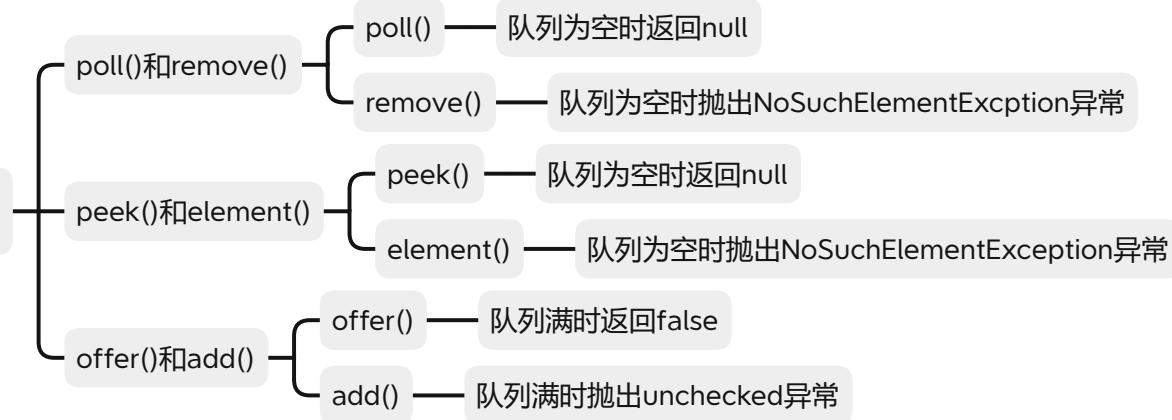 poll()和remove()
poll()
队列为空时返回null
remove()
队列为空时抛出NoSuchElementExcption异常
peek()和element()
peek()
队列为空时返回null
element()
队列为空时抛出NoSuchElementException异常
offer()和add()
offer()
队列满时返回false
add()
队列满时抛出unchecked异常